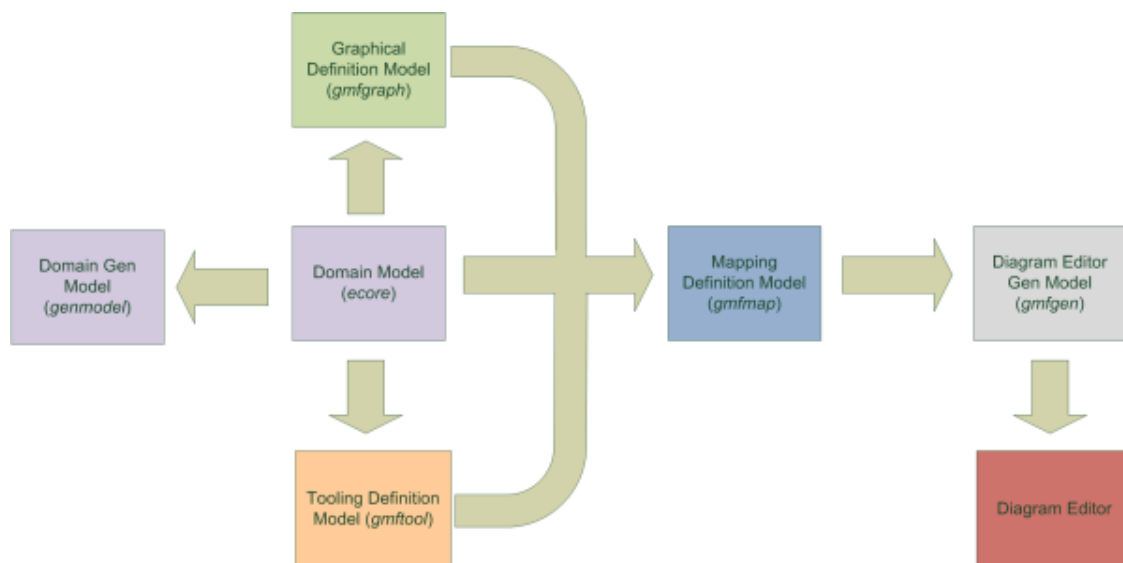 Graphical
Definition Model
(gmfgraph)
Domain Gen
Model
(genmodel)
Domain Model
(ecore)
Mapping
Definition Model
(gmfmap)
Diagram Editor
Gen Model
(gmfgen)
Tooling Definition
Model (gmftool)
Diagram Editor